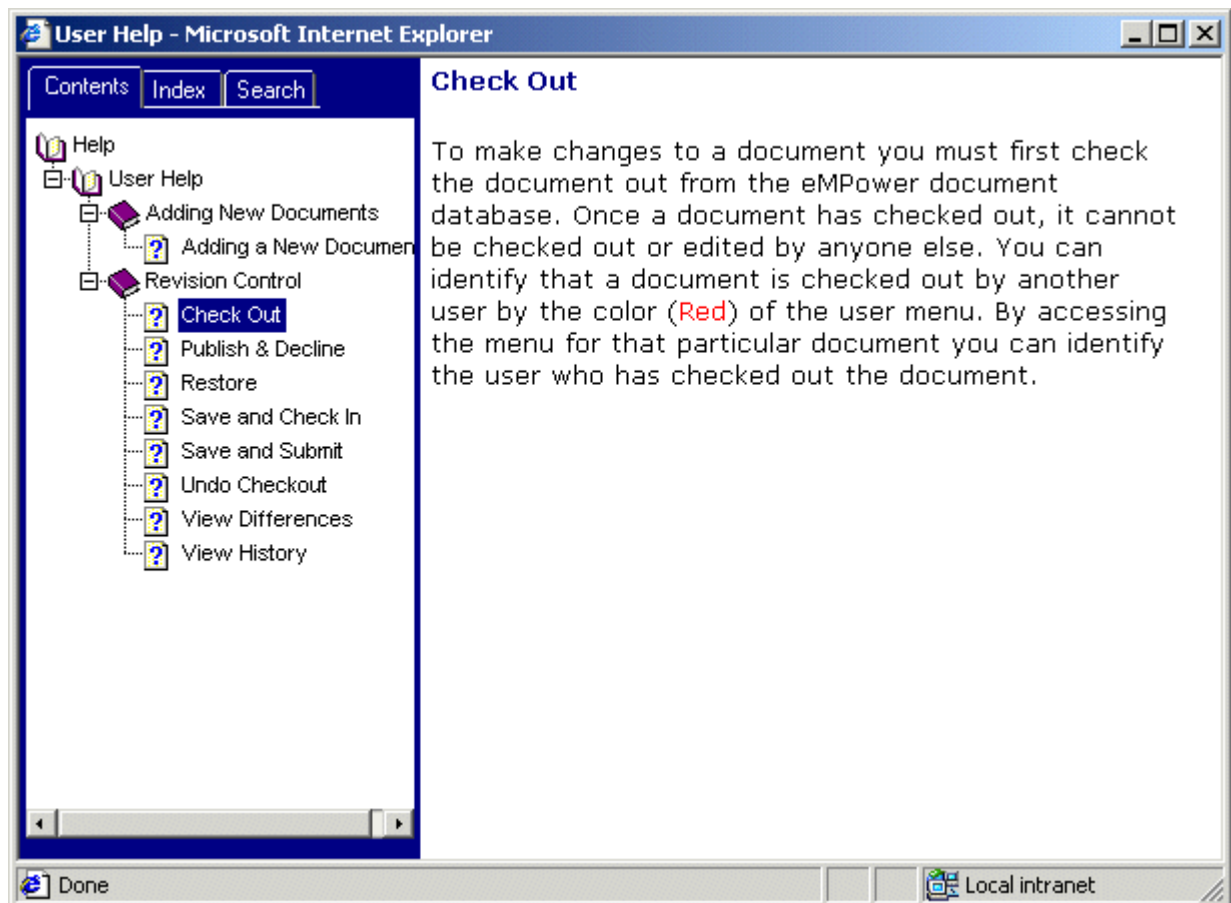 User Help - Microsoft Internet Explorer
Contents Index Search
Help
User Help
Adding New Documents
Adding a New Documen
Revision Control
Check Out
Publish & Decline
Restore
Save and Check In
Save and Submit
Undo Checkout
View Differences
View History
Check Out
To make changes to a document you must first check
the document out from the eMPower document
database. Once a document has checked out, it cannot
be checked out or edited by anyone else. You can
identify that a document is checked out by another
user by the color (Red) of the user menu. By accessing
the menu for that particular document you can identify
the user who has checked out the document.
Done
Local intranet